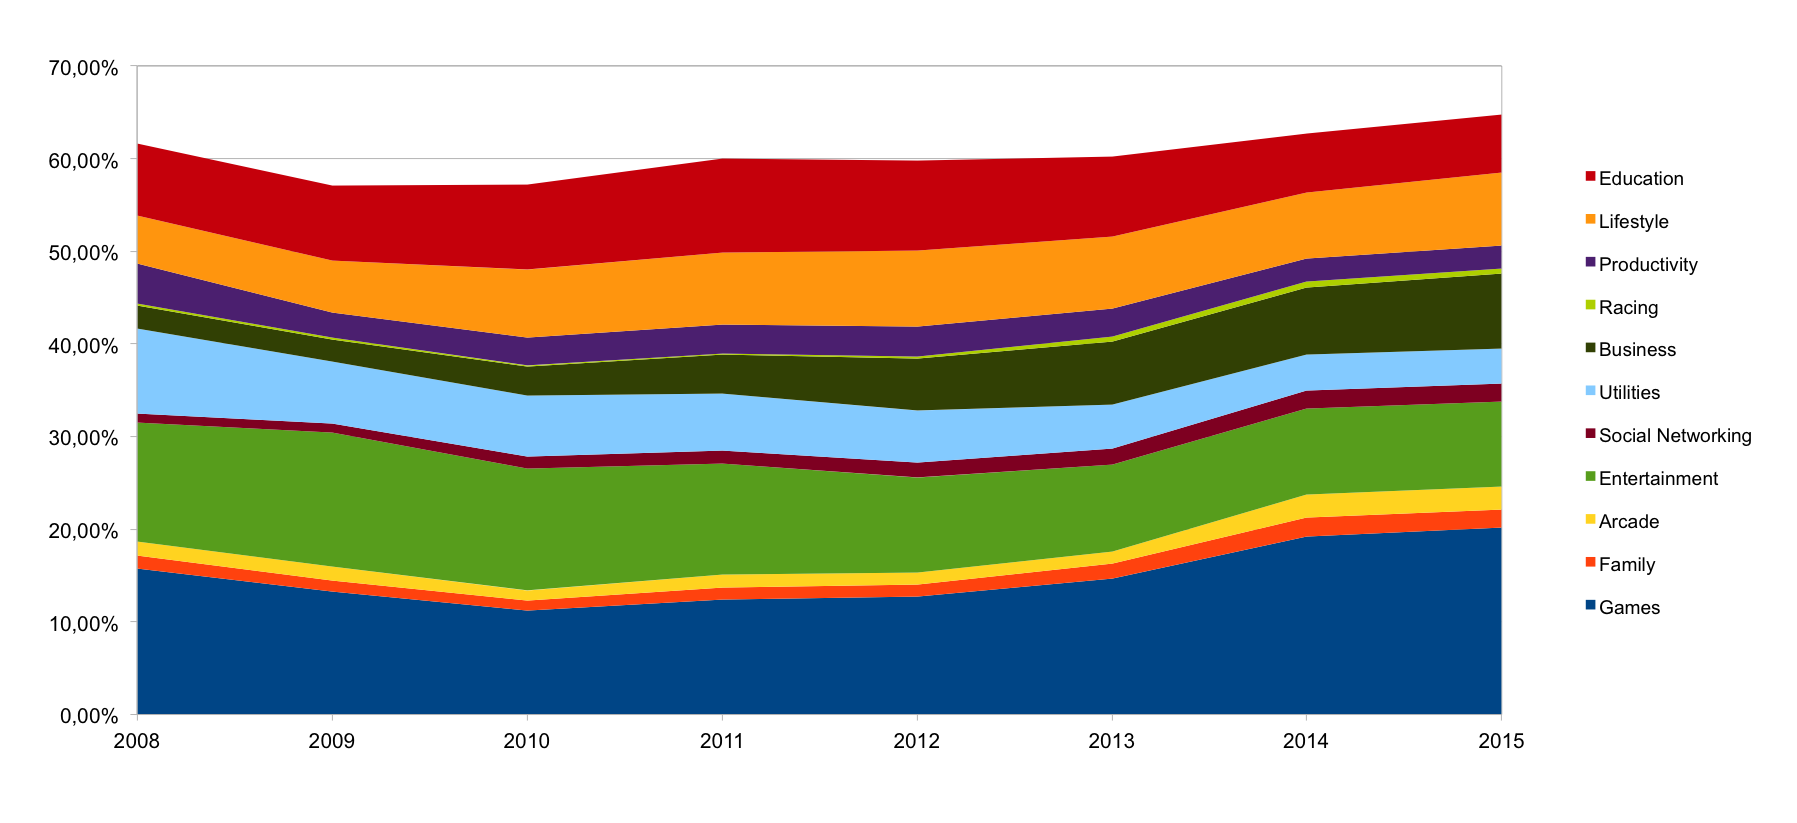 70,00%
60,00%
50,00%
40,00%
30,00%
20,00%
10,00%
0,00%
2008 2009 2010 2011 2012 2013 2014 2015
Education
Lifestyle
Productivity
Racing
Business
Utilities
Social Networking
Entertainment
Arcade
Family
Games